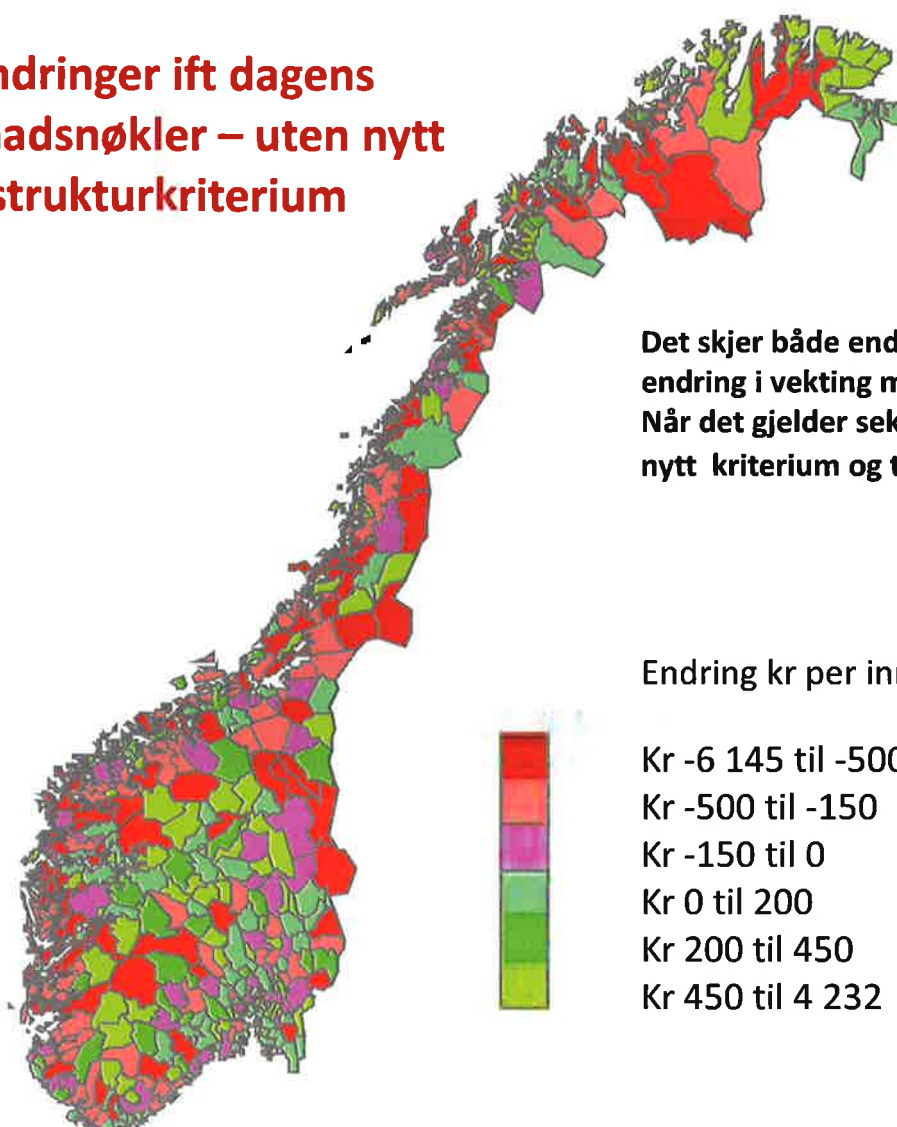 ndringer ift dagens
nadsnøkler – uten nytt
strukturkriterium
Det skjer både end
endring i vekting m
Når det gjelder sek
nytt kriterium og t
Endring kr per inn
Kr -6 145 til -500
Kr -500 til -150
Kr -150 til 0
Kr 0 til 200
Kr 200 til 450
Kr 450 til 4 232